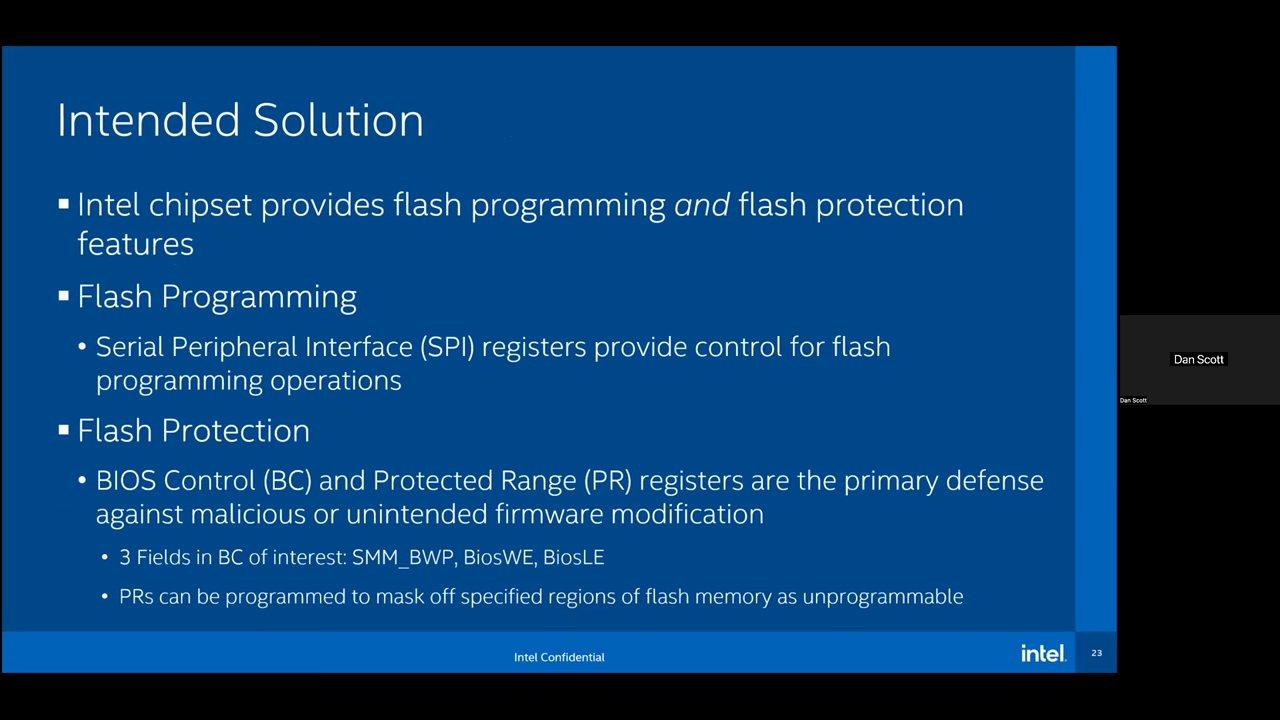 Intended Solution
Intel chipset provides flash programming and flash protection
features
Flash Programming
Serial Peripheral Interface (SPI) registers provide control for flash
programming operations
Flash Protection
BIOS Control (BC) and Protected Range (PR) registers are the primary defense
against malicious or unintended firmware modification
3 Fields in BC of interest: SMM_BWP, BiosWE, BiosLE
PRs can be programmed to mask off specified regions of flash memory as unprogrammable
Intel Confidential
intel.
23
Dan Scott
Dan Scott